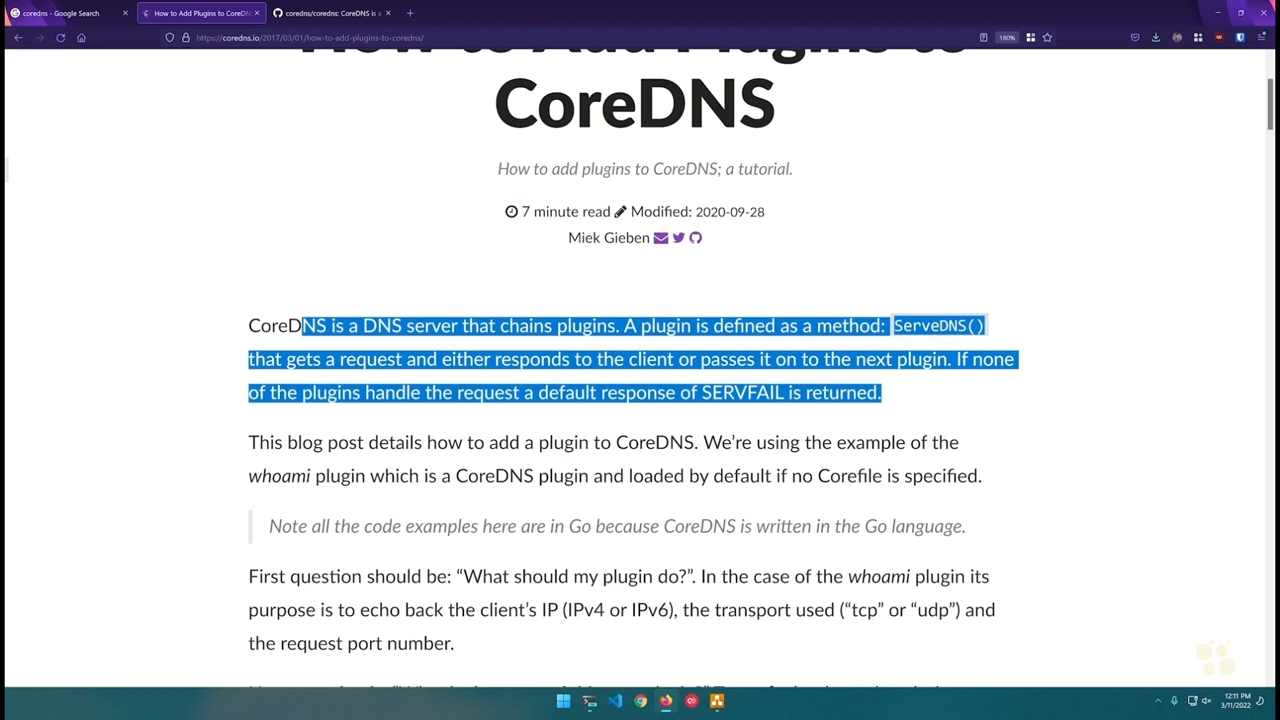 coredns - Google Search
How to Add Plugins to CoreDN
coredns/coredns: CoreDNS is a
https://coredns.io/2017/03/01/how-to-add-plugins-to-coredns/
180%
How to Add Plugins to
CoreDNS
How to add plugins to CoreDNS; a tutorial.
7 minute read Modified: 2020-09-28
Miek Gieben
CoreDNS is a DNS server that chains plugins. A plugin is defined as a method: ServeDNS()
that gets a request and either responds to the client or passes it on to the next plugin. If none
of the plugins handle the request a default response of SERVFAIL is returned.
This blog post details how to add a plugin to CoreDNS. We’re using the example of the
whoami plugin which is a CoreDNS plugin and loaded by default if no Corefile is specified.
Note all the code examples here are in Go because CoreDNS is written in the Go language.
First question should be: “What should my plugin do?”. In the case of the whoami plugin its
purpose is to echo back the client’s IP (IPv4 or IPv6), the transport used (“tcp” or “udp”) and
the request port number.
12:11 PM
3/11/2022